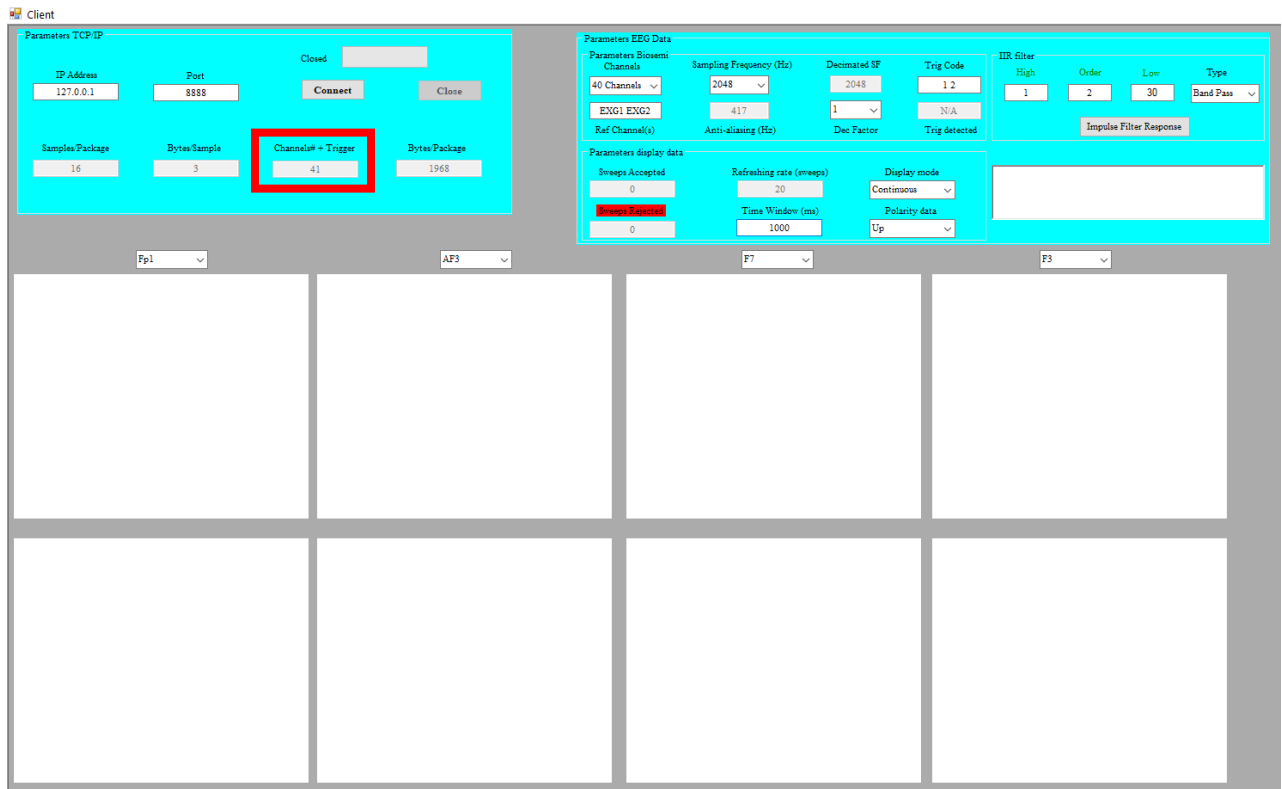 Client
Parameters TCP/IP
Closed
IP Address Port
127.0.0.1 8888 Connect Close
Samples/Package Bytes/Sample Channels# + Trigger Bytes/Package
16 3 41 1968
Parameters EEG Data
Parameters Biosemi
Channels Sampling Frequency (Hz) Decimated SF Trig Code
40 Channels 2048 2048 1 2
EXG1 EXG2 417 1 N/A
Ref Channel(s) Anti-aliasing (Hz) Dec Factor Trig detected
IIR filter
High Order Low Type
1 2 30 Band Pass
Impulse Filter Response
Parameters display data
Sweeps Accepted Refreshing rate (sweeps) Display mode
0 20 Continuous
Sweeps Rejected Time Window (ms) Polarity data
0 1000 Up
Fp1 AF3 F7 F3